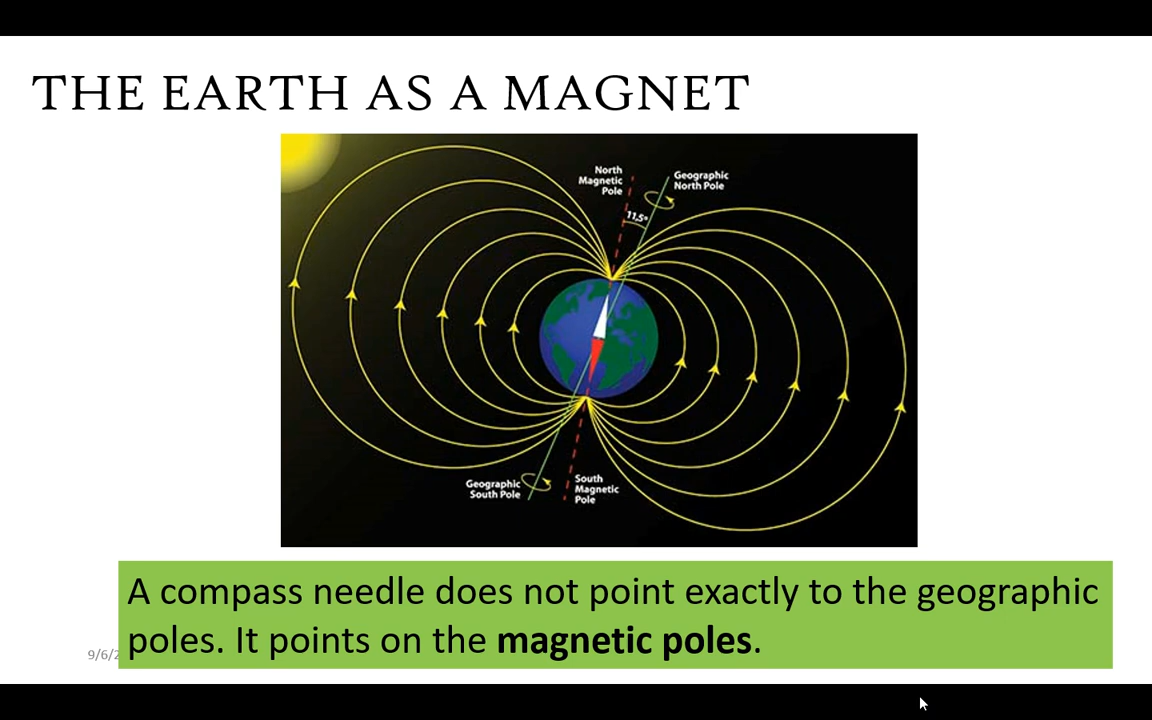 THE EARTH AS A MAGNET
North
Magnetic
Pole
Geographic
North Pole
11,5°
Geographic
South Pole
South
Magnetic
Pole
A compass needle does not point exactly to the geographic
poles. It points on the magnetic poles.
9/6/2